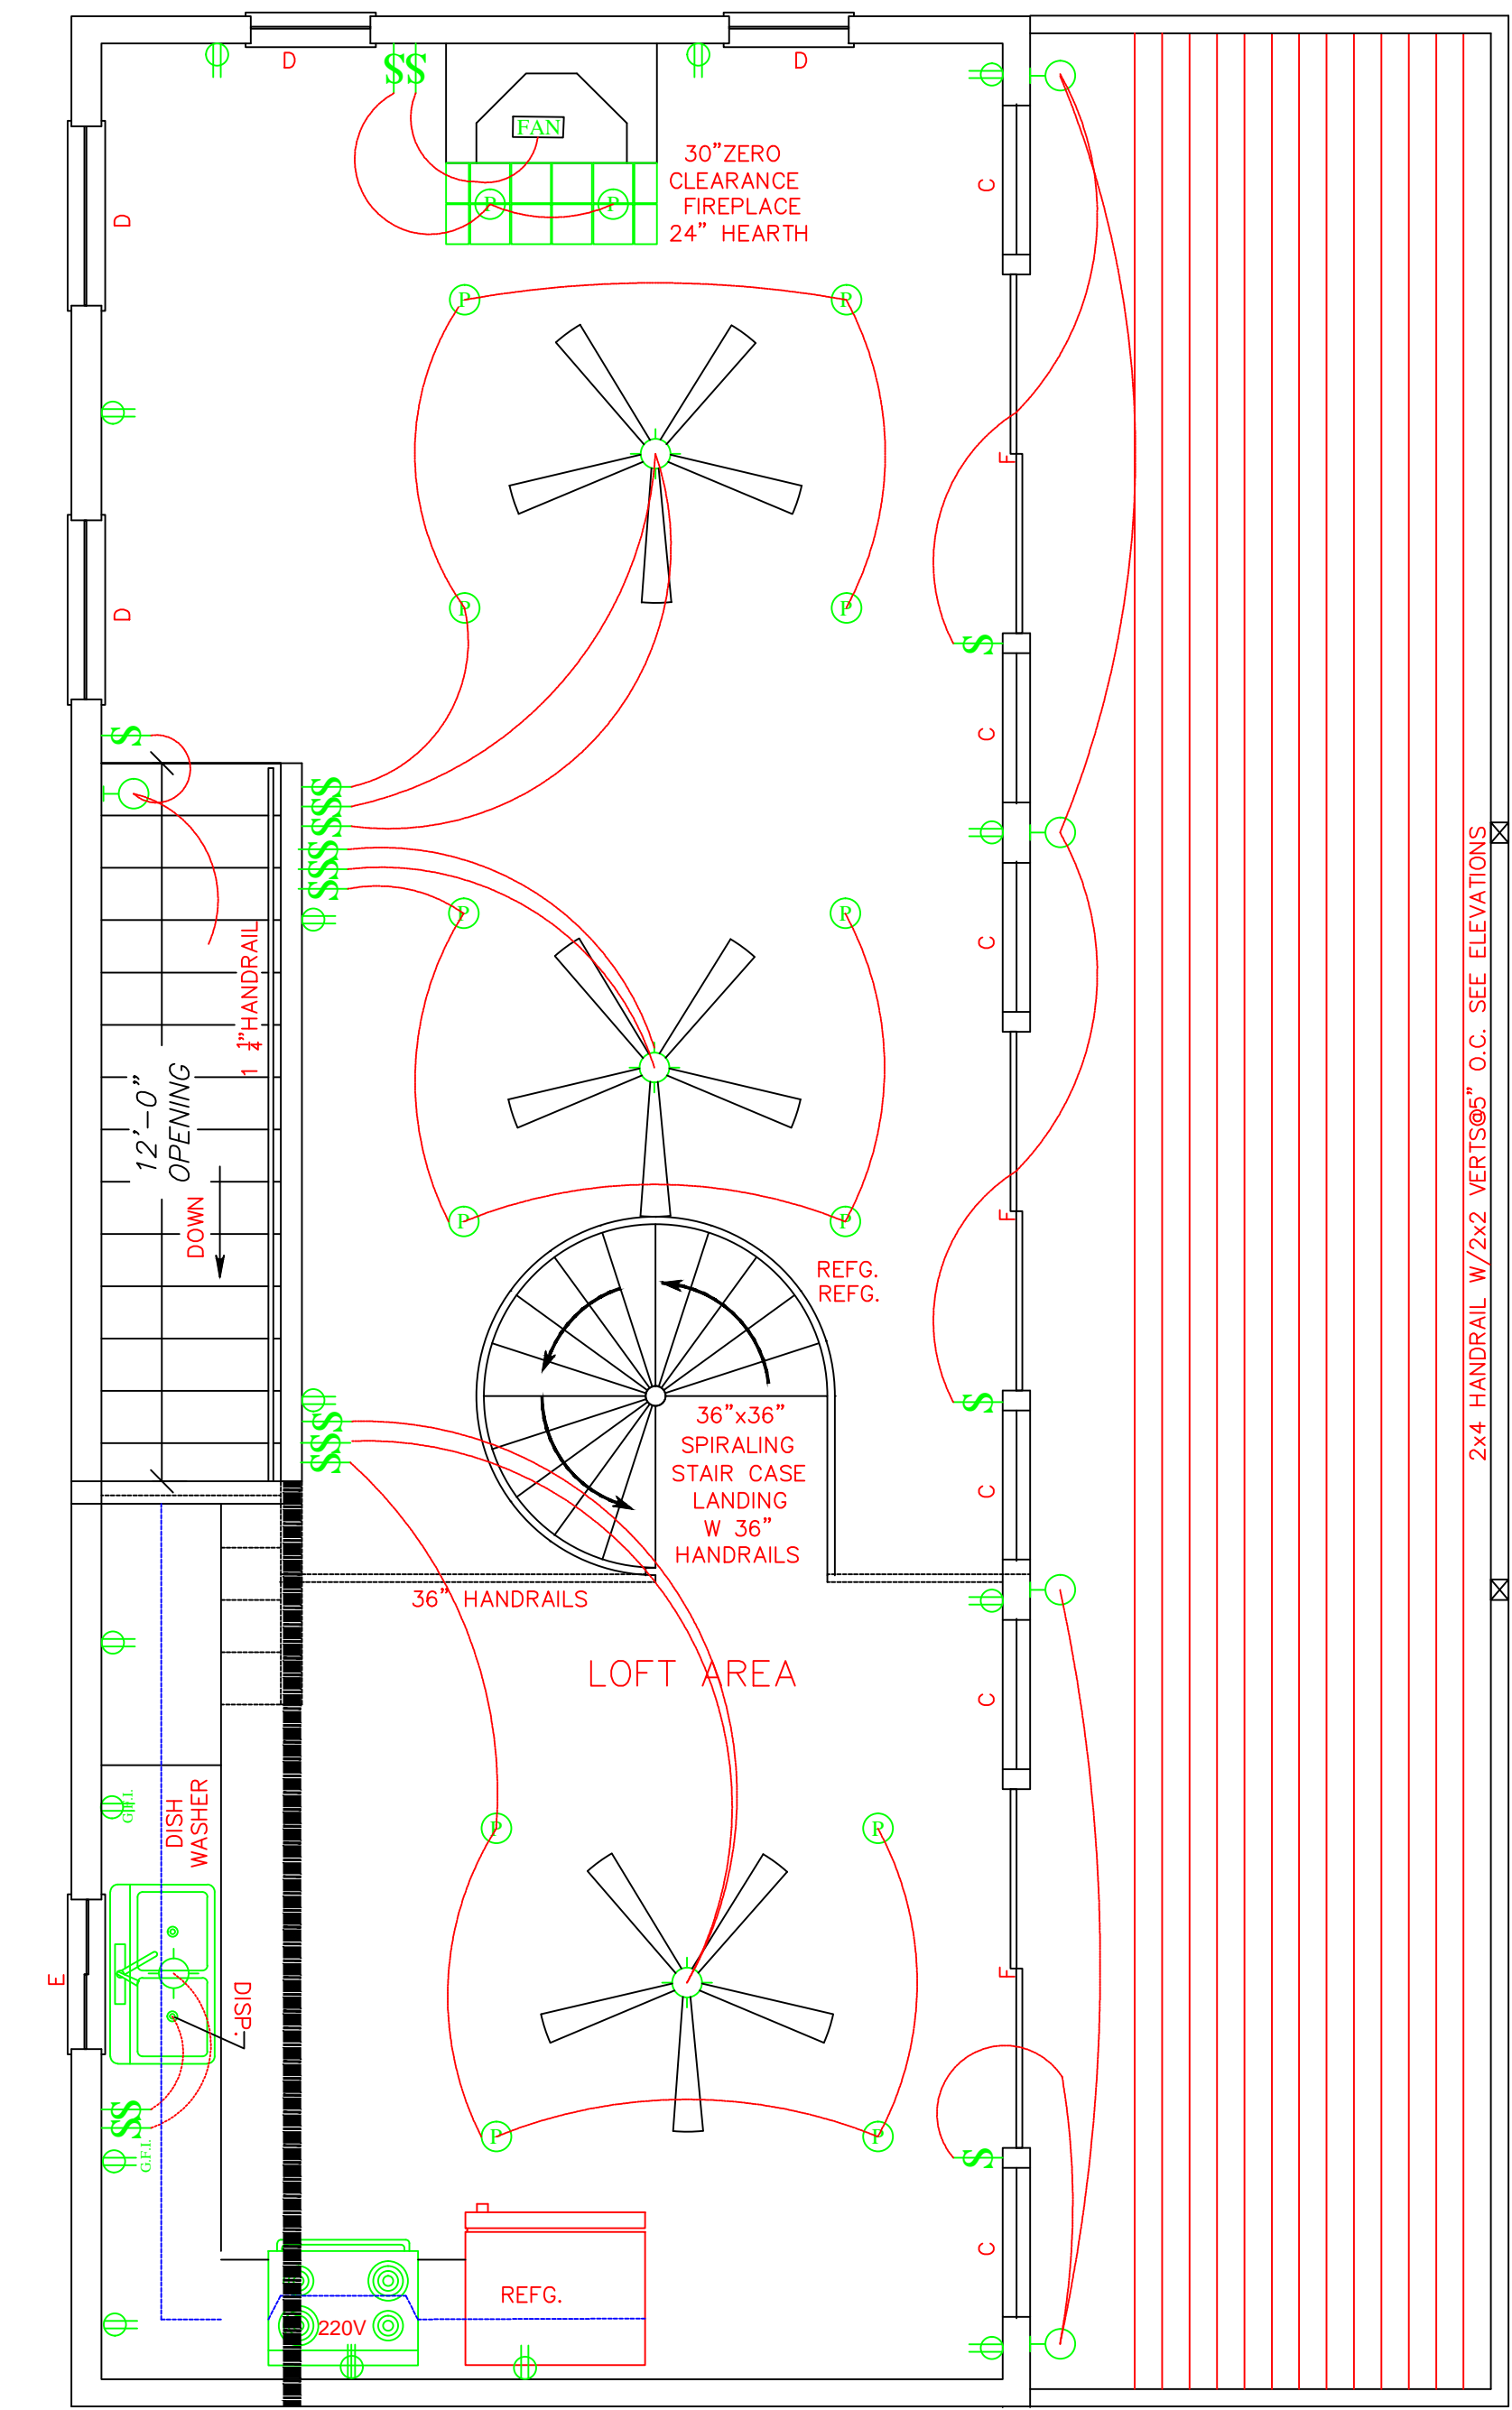 D
D
$$
FAN
30"ZERO
CLEARANCE
FIREPLACE
24" HEARTH
P
P
D
C
P
P
F
D
P
P
S
S
C
$$$
$$$
P
P
C
1 1/4"HANDRAIL
12'-0"
OPENING
DOWN
2x4 HANDRAIL W/2x2 VERTS@5" O.C. SEE ELEVATIONS
P
P
F
REFG.
REFG.
S
36"x36"
SPIRALING
STAIR CASE
LANDING
W 36"
HANDRAILS
$$$
C
36" HANDRAILS
LOFT AREA
C
G.F.I.
DISH
WASHER
P
P
E
DISP.
F
$$
G.F.I.
P
P
S
C
REFG.
220V